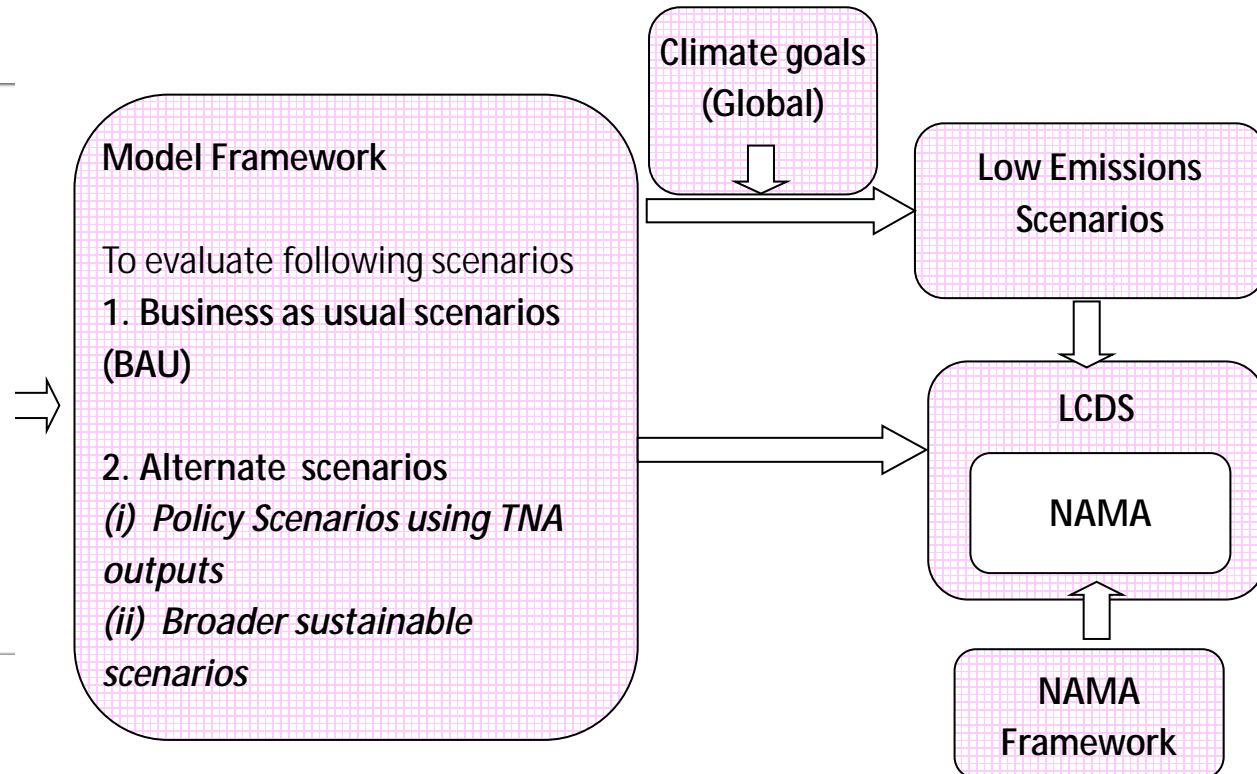 Climate goals
(Global)
Model Framework
To evaluate following scenarios
1. Business as usual scenarios
(BAU)
2. Alternate scenarios
(i) Policy Scenarios using TNA
outputs
(ii) Broader sustainable
scenarios
Low Emissions
Scenarios
LCDS
NAMA
NAMA
Framework